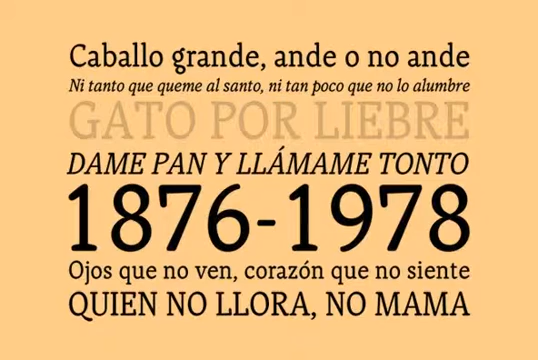 Caballo grande, ande o no ande
Ni tanto que queme al santo, ni tan poco que no lo alumbre
GATO POR LIEBRE
DAME PAN Y LLÁMAME TONTO
1876-1978
Ojos que no ven, corazón que no siente
QUIEN NO LLORA, NO MAMA